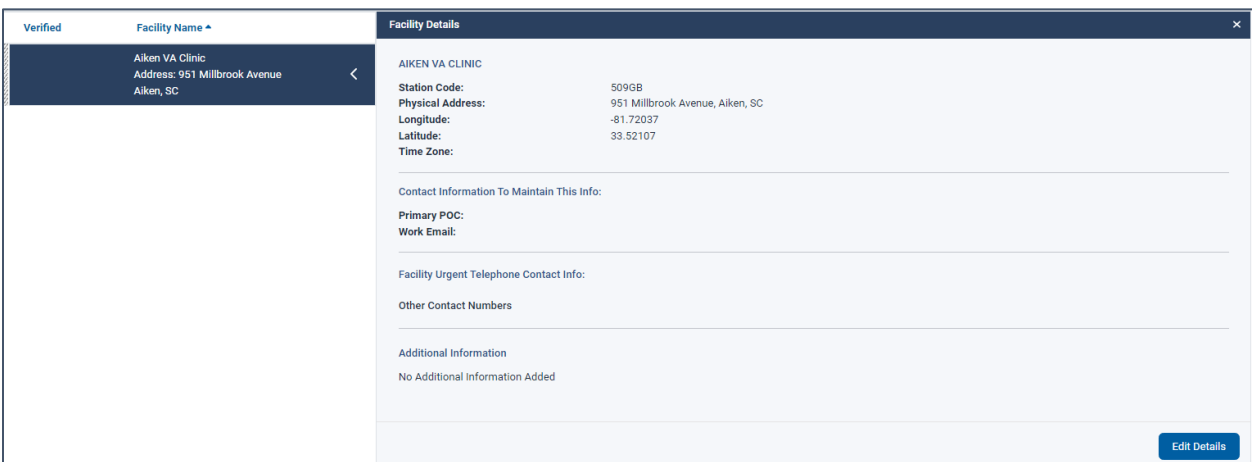 Verified Facility Name
Aiken VA Clinic
Address: 951 Millbrook Avenue
Aiken, SC
Facility Details
AIKEN VA CLINIC
Station Code: 509GB
Physical Address: 951 Millbrook Avenue, Aiken, SC
Longitude: -81.72037
Latitude: 33.52107
Time Zone:
Contact Information To Maintain This Info:
Primary POC:
Work Email:
Facility Urgent Telephone Contact Info:
Other Contact Numbers
Additional Information
No Additional Information Added
Edit Details